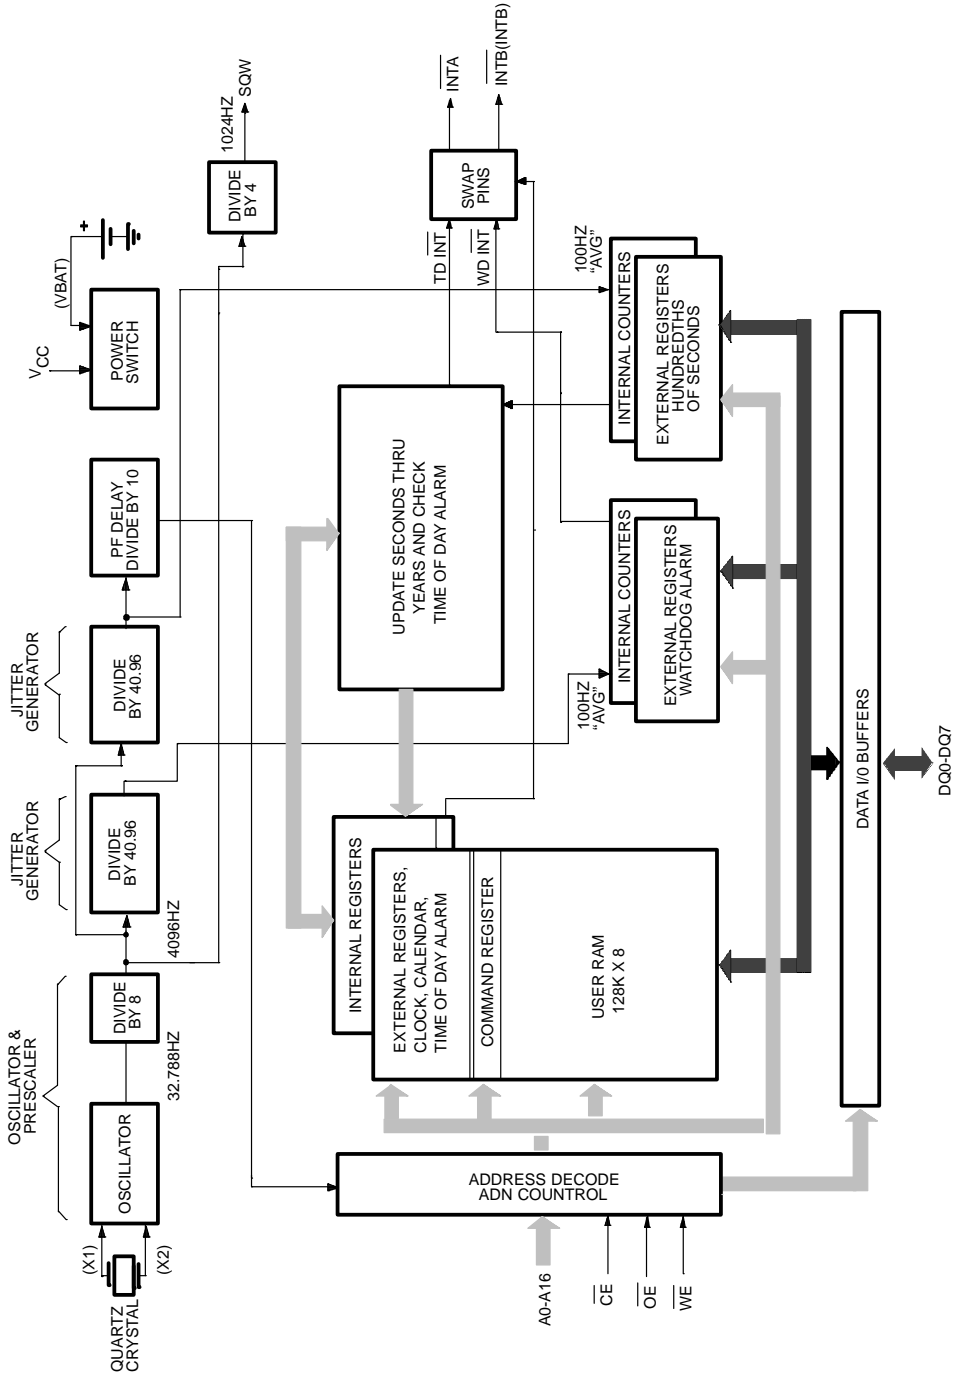 QUARTZ
CRYSTAL
(X1)
(X2)
OSCILLATOR &
PRESCALER
OSCILLATOR
32.788HZ
DIVIDE
BY 8
4096HZ
JITTER
GENERATOR
DIVIDE
BY 40.96
JITTER
GENERATOR
DIVIDE
BY 40.96
PF DELAY
DIVIDE BY 10
VCC
(VBAT)
+
POWER
SWITCH
DIVIDE
BY 4
1024HZ
SQW
INTERNAL REGISTERS
EXTERNAL REGISTERS,
CLOCK, CALENDAR,
TIME OF DAY ALARM
COMMAND REGISTER
USER RAM
128K X 8
UPDATE SECONDS THRU
YEARS AND CHECK
TIME OF DAY ALARM
TD INT
WD INT
SWAP
PINS
INTA
INTB(INTB)
100HZ
“AVG”
INTERNAL COUNTERS
EXTERNAL REGISTERS
WATCHDOG ALARM
100HZ
“AVG”
INTERNAL COUNTERS
EXTERNAL REGISTERS
HUNDREDTHS
OF SECONDS
ADDRESS DECODE
ADN COUNTROL
A0-A16
CE
OE
WE
DATA I/0 BUFFERS
DQ0-DQ7